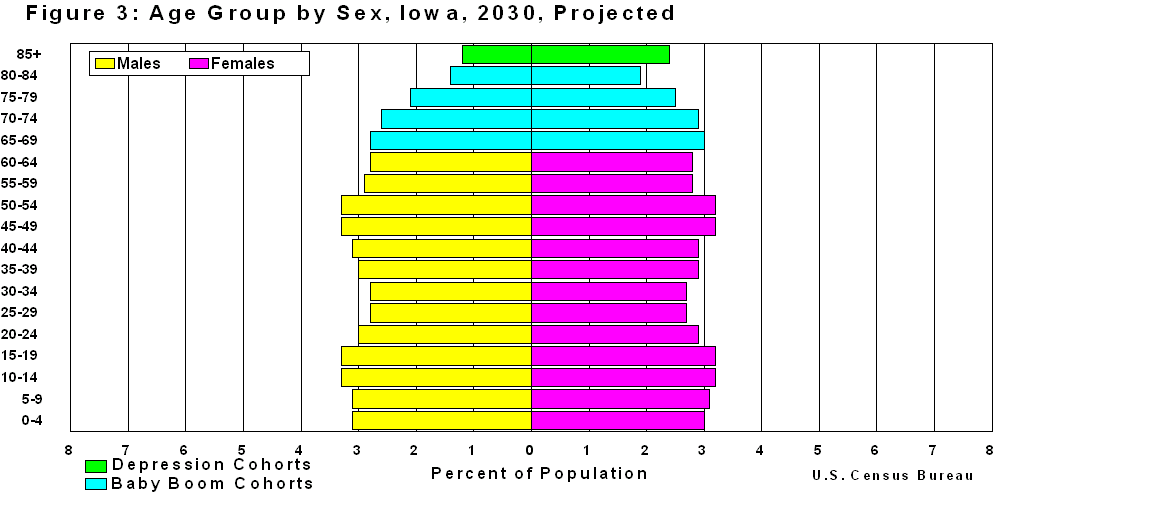 Figure 3: Age Group by Sex, Iowa, 2030, Projected
Males Females
85+
80-84
75-79
70-74
65-69
60-64
55-59
50-54
45-49
40-44
35-39
30-34
25-29
20-24
15-19
10-14
5-9
0-4
8 7 6 5 4 3 2 1 0 1 2 3 4 5 6 7 8
Depression Cohorts
Baby Boom Cohorts
Percent of Population
U.S. Census Bureau